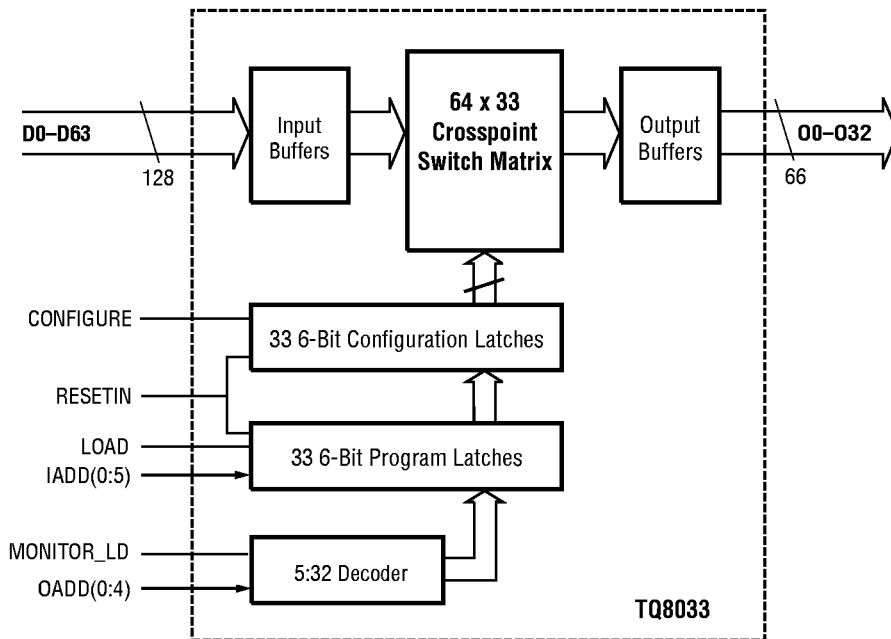 D0–D63
128
Input
Buffers
64 x 33
Crosspoint
Switch Matrix
Output
Buffers
O0–O32
66
CONFIGURE
33 6-Bit Configuration Latches
RESETIN
LOAD
33 6-Bit Program Latches
IADD(0:5)
MONITOR_LD
5:32 Decoder
OADD(0:4)
TQ8033